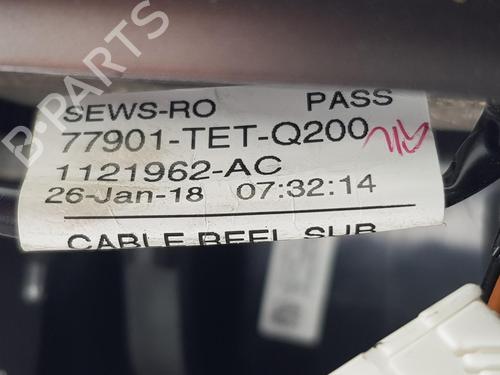 B-PARTS
SEWS-RO PASS
77901-TET-Q200
1121962-AC
26-Jan-18 07:32:14
CABLE REEL SUB